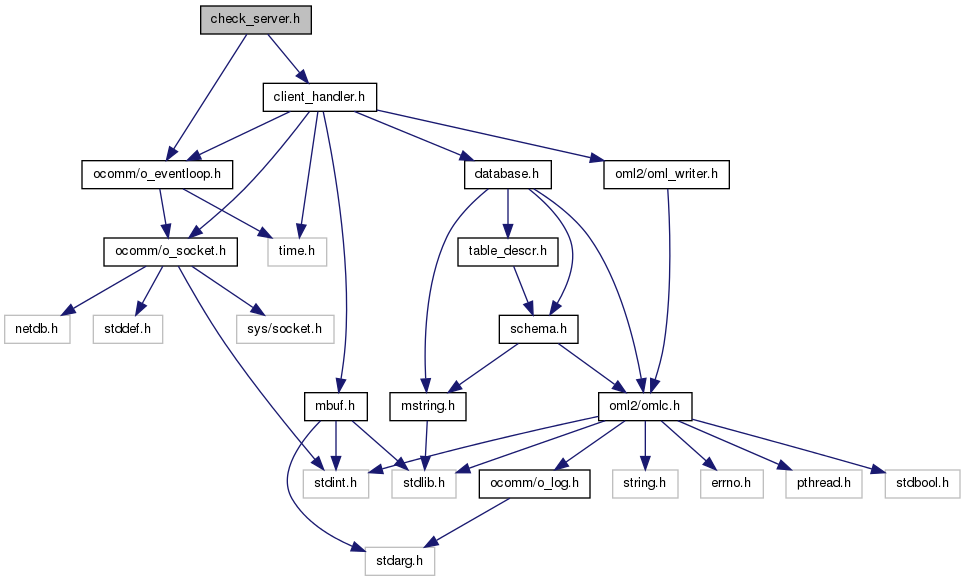 check_server.h
client_handler.h
ocomm/o_eventloop.h
database.h
oml2/oml_writer.h
ocomm/o_socket.h
time.h
table_descr.h
netdb.h
stddef.h
sys/socket.h
schema.h
mbuf.h
mstring.h
oml2/omlc.h
stdint.h
stdlib.h
ocomm/o_log.h
string.h
errno.h
pthread.h
stdbool.h
stdarg.h